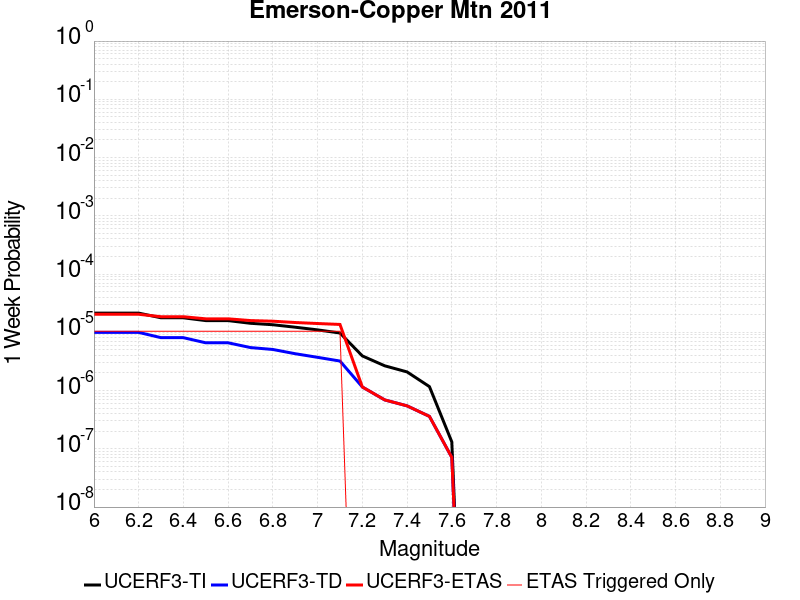 Emerson-Copper Mtn 2011
10^0
10^-1
10^-2
10^-3
10^-4
10^-5
10^-6
10^-7
10^-8
1 Week Probability
6 6.2 6.4 6.6 6.8 7 7.2 7.4 7.6 7.8 8 8.2 8.4 8.6 8.8 9
Magnitude
UCERF3-TI UCERF3-TD UCERF3-ETAS ETAS Triggered Only